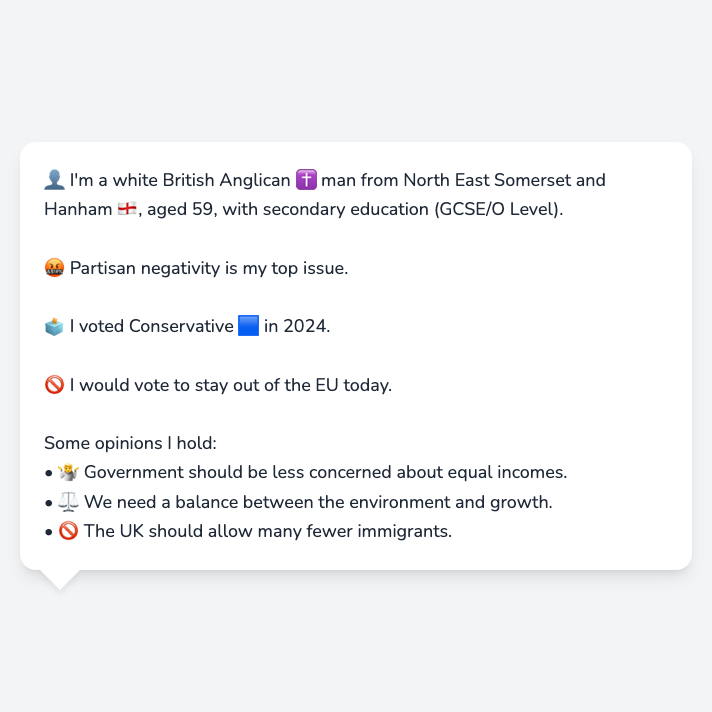 👤 I'm a white British Anglican ✝️ man from North East Somerset and
Hanham 🏴󠁧󠁢󠁥󠁮󠁧󠁿, aged 59, with secondary education (GCSE/O Level).
🤬 Partisan negativity is my top issue.
🗳️ I voted Conservative 🟦 in 2024.
🚫 I would vote to stay out of the EU today.
Some opinions I hold:
• 🤷 Government should be less concerned about equal incomes.
• ⚖️ We need a balance between the environment and growth.
• 🚫 The UK should allow many fewer immigrants.